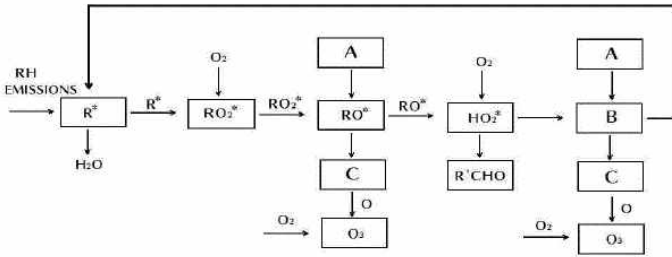 RH
EMISSIONS
R*
H₂O
R*
O₂
RO₂*
RO₂*
A
RO*
C
O
O₂
O₃
RO*
O₂
HO₂*
R'CHO
A
B
C
O
O₂
O₃